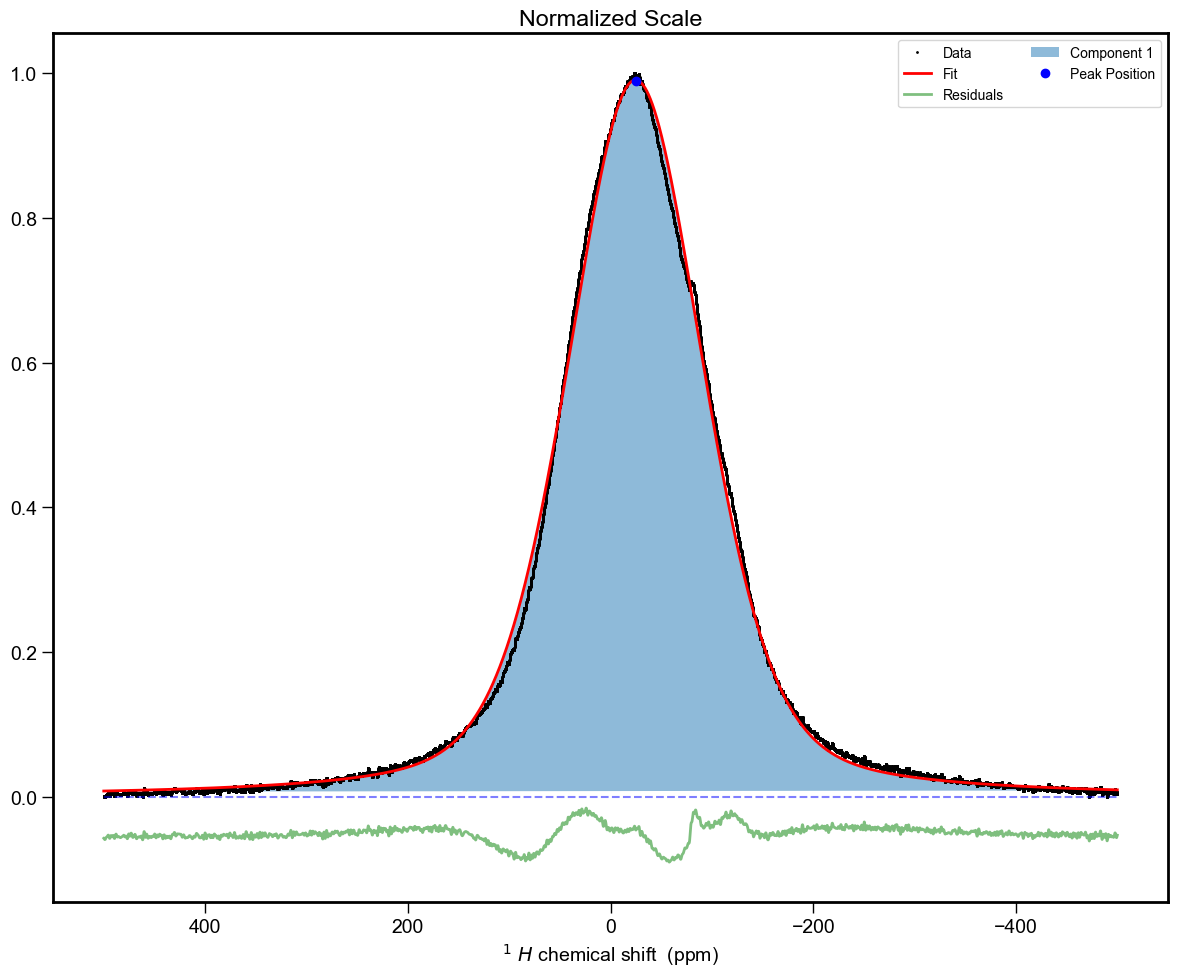 Normalized Scale
Data
Fit
Residuals
Component 1
Peak Position
1.0
0.8
0.6
0.4
0.2
0.0
400
200
0
−200
−400
¹ H chemical shift (ppm)